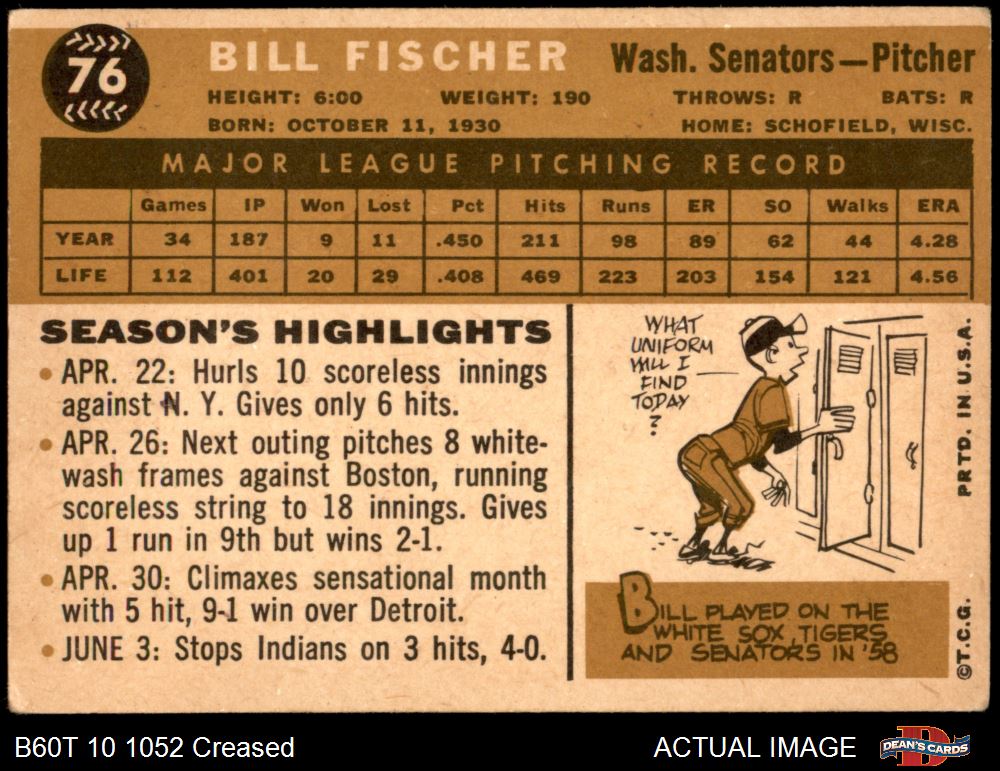 76
BILL FISCHER
Wash. Senators—Pitcher
HEIGHT: 6:00 WEIGHT: 190 THROWS: R BATS: R
BORN: OCTOBER 11, 1930 HOME: SCHOFIELD, WISC.
MAJOR LEAGUE PITCHING RECORD
Games IP Won Lost Pct Hits Runs ER SO Walks ERA
YEAR 34 187 9 11 .450 211 98 89 62 44 4.28
LIFE 112 401 20 29 .408 469 223 203 154 121 4.56
SEASON'S HIGHLIGHTS
• APR. 22: Hurls 10 scoreless innings
against N. Y. Gives only 6 hits.
• APR. 26: Next outing pitches 8 white-
wash frames against Boston, running
scoreless string to 18 innings. Gives
up 1 run in 9th but wins 2-1.
• APR. 30: Climaxes sensational month
with 5 hit, 9-1 win over Detroit.
• JUNE 3: Stops Indians on 3 hits, 4-0.
WHAT
UNIFORM
WILL I
FIND
TODAY
?
BILL PLAYED ON THE
WHITE SOX, TIGERS
AND SENATORS IN '58
PRTD. IN U.S.A.
©T.C.G.
B60T 10 1052 Creased
ACTUAL IMAGE
D
DEAN'S CARDS